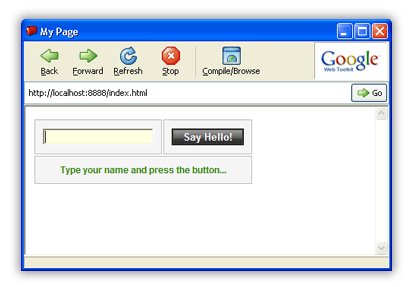 My Page
Back Forward Refresh Stop Compile/Browse
Google
Web Toolkit
http://localhost:8888/index.html Go
Say Hello!
Type your name and press the button...